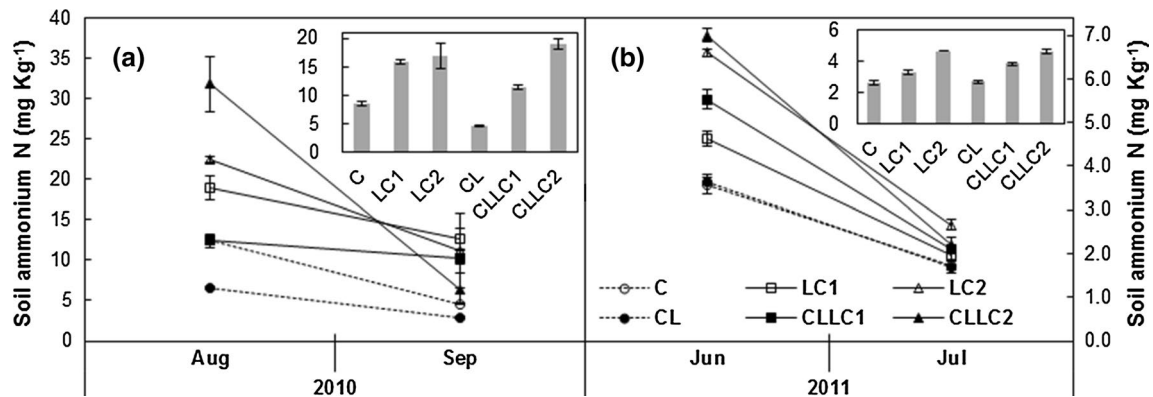 Soil ammonium N (mg Kg-1)
40
35
30
25
20
15
10
5
0
(a)
20
15
10
5
0
C
LC1
LC2
CL
CLLC1
CLLC2
Aug
Sep
2010
(b)
6
4
2
0
C
LC1
LC2
CL
CLLC1
CLLC2
C
LC1
LC2
CL
CLLC1
CLLC2
Jun
Jul
2011
7.0
6.0
5.0
4.0
3.0
2.0
1.0
0.0
Soil ammonium N (mg Kg-1)